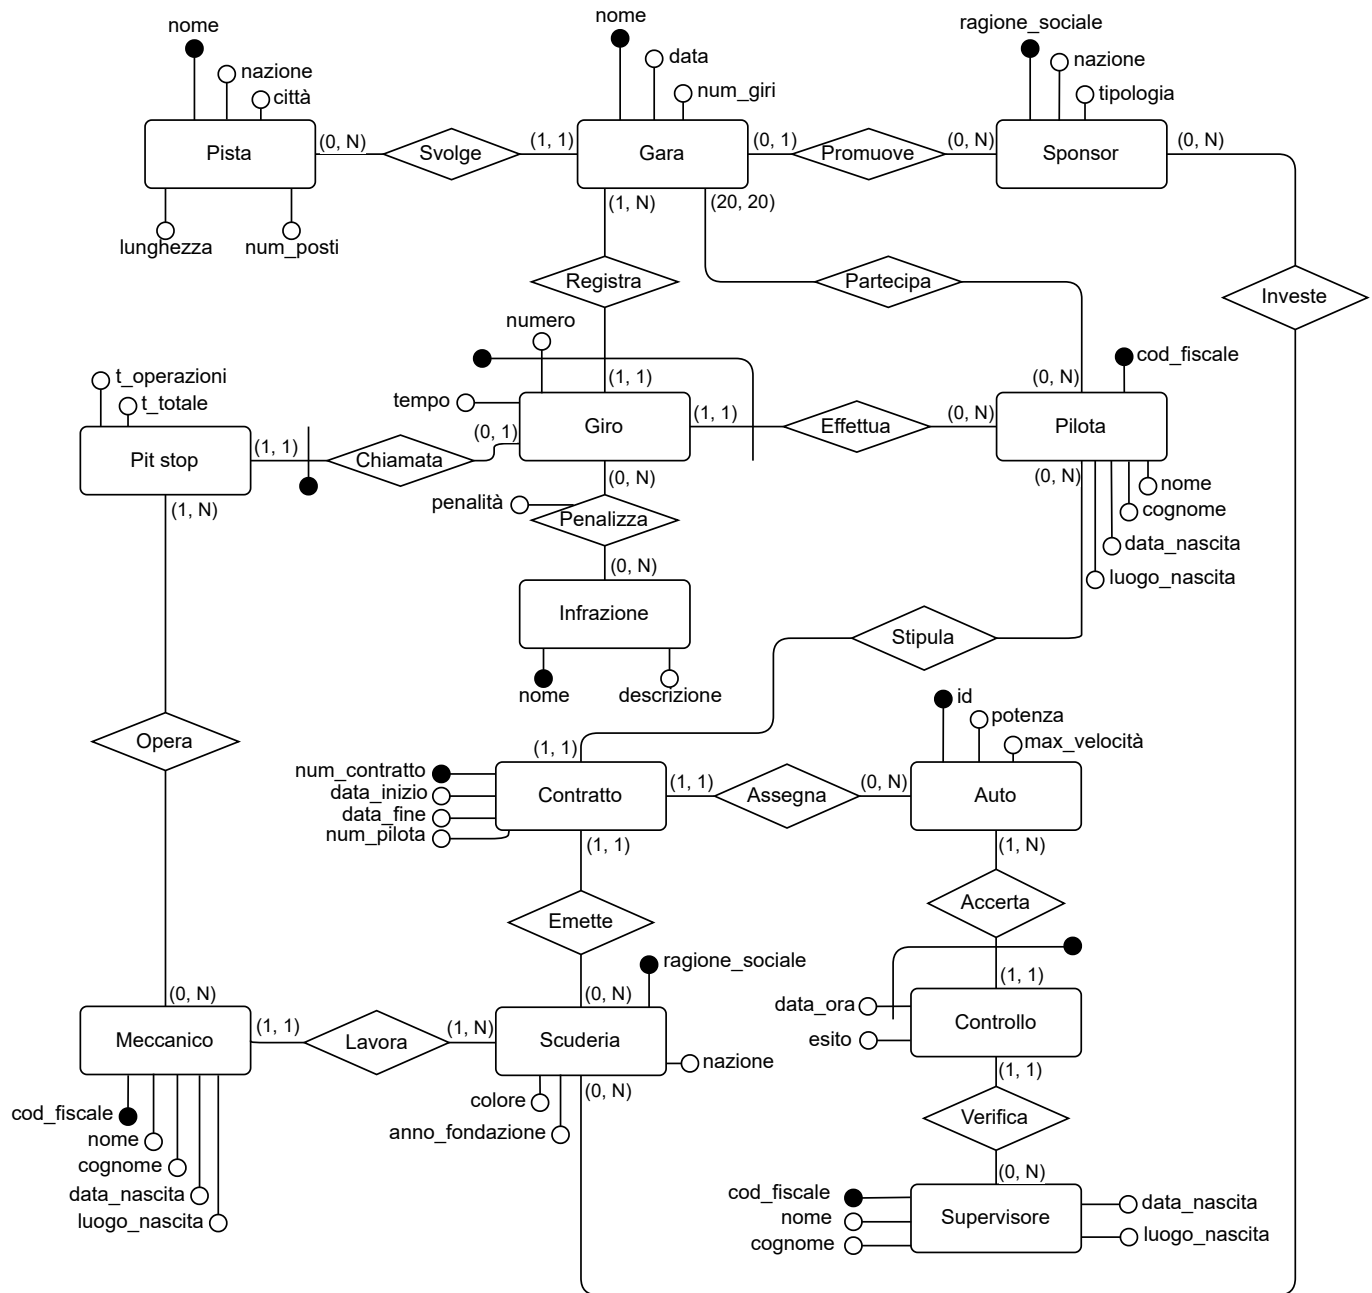 nome
nome
ragione_sociale
nazione
data
nazione
città
num_giri
tipologia
(0, N)
(1, 1)
(0, 1)
(0, N)
(0, N)
Pista
Svolge
Gara
Promuove
Sponsor
(1, N)
(20, 20)
lunghezza
num_posti
Registra
Partecipa
Investe
numero
cod_fiscale
t_operazioni
(1, 1)
(0, N)
tempo
t_totale
(1, 1)
(0, N)
Giro
Effettua
Pilota
(1, 1)
(0, 1)
Pit stop
Chiamata
(0, N)
(0, N)
nome
(1, N)
penalità
cognome
Penalizza
data_nascita
(0, N)
luogo_nascita
Infrazione
Stipula
nome
descrizione
id
potenza
Opera
max_velocità
(1, 1)
num_contratto
(1, 1)
(0, N)
data_inizio
Contratto
Assegna
Auto
data_fine
num_pilota
(1, 1)
(1, N)
Accerta
Emette
ragione_sociale
(1, 1)
(0, N)
(0, N)
data_ora
(1, 1)
(1, N)
Controllo
Meccanico
Lavora
Scuderia
esito
nazione
(0, N)
(1, 1)
colore
cod_fiscale
anno_fondazione
Verifica
nome
cognome
(0, N)
data_nascita
cod_fiscale
data_nascita
luogo_nascita
nome
Supervisore
luogo_nascita
cognome